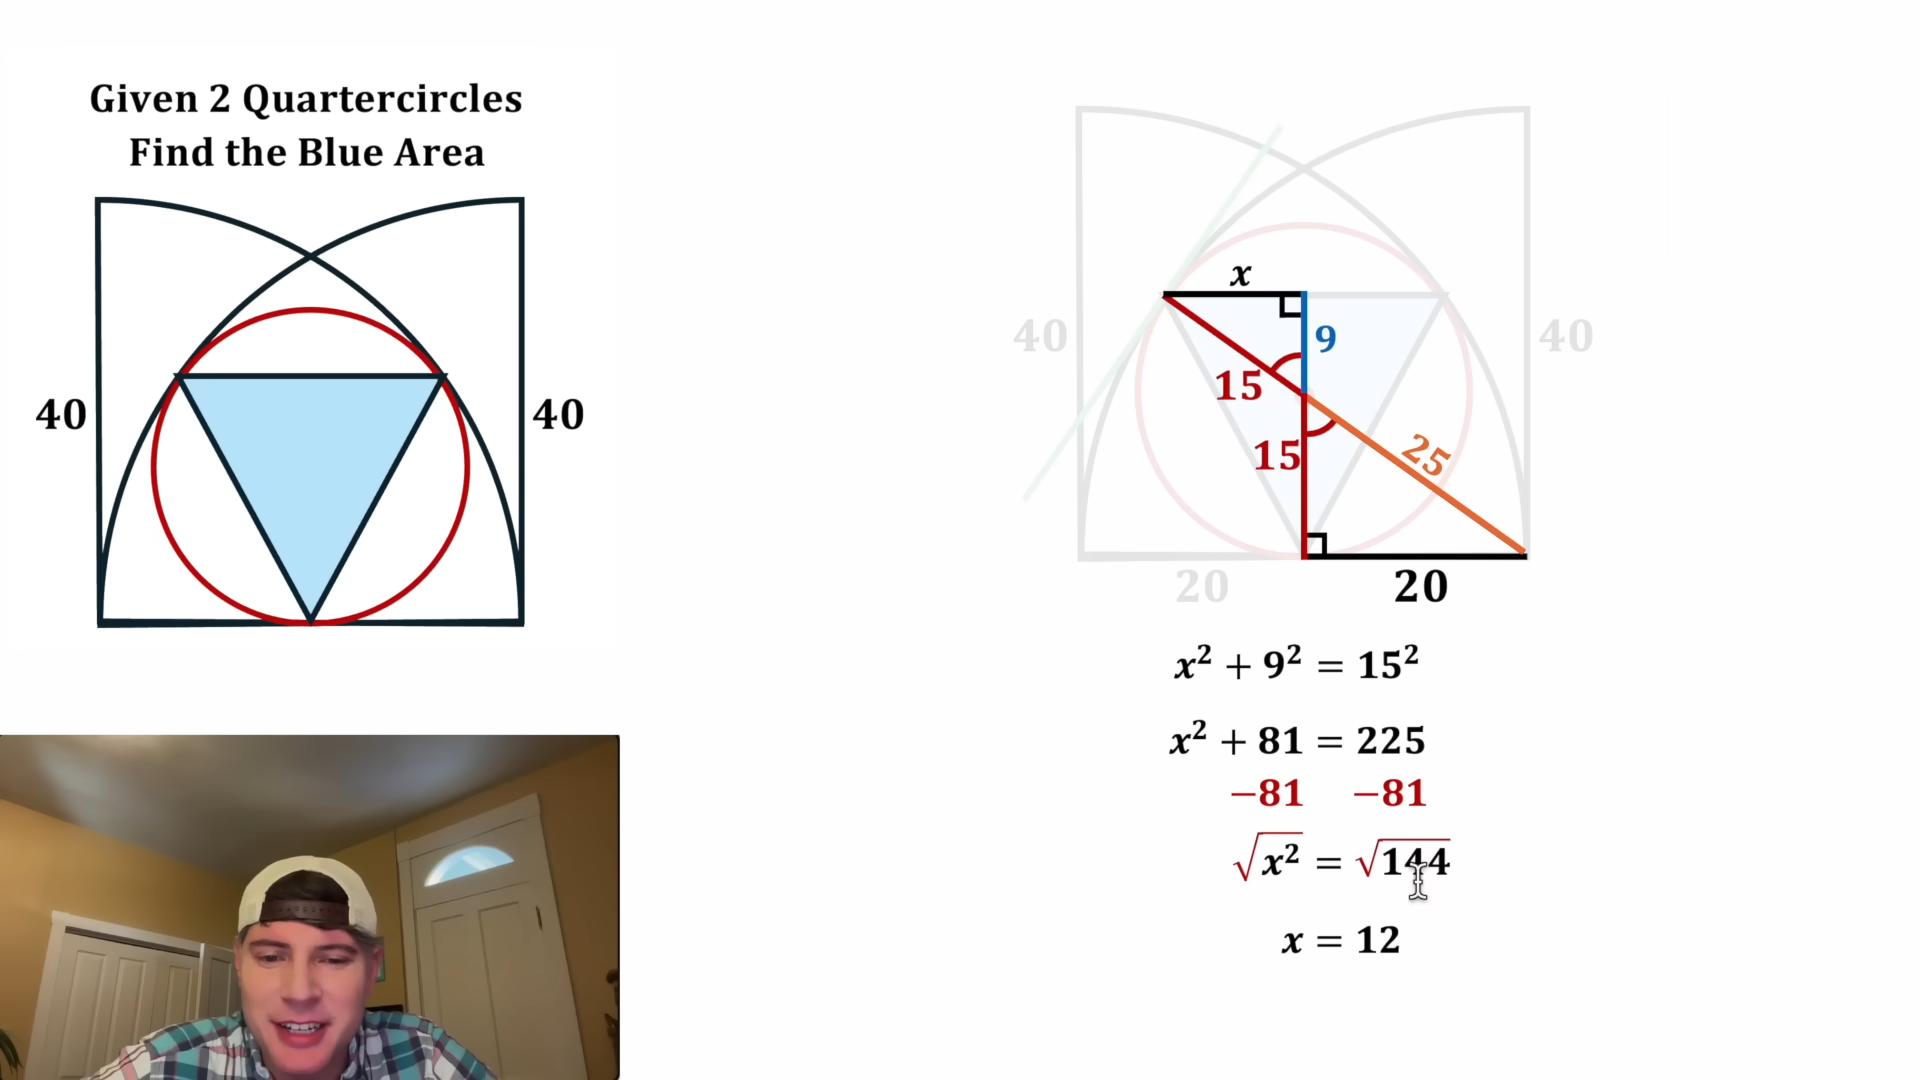 Given 2 Quartercircles
Find the Blue Area
40
40
40
40
x
9
15
15
25
20
20
x² + 9² = 15²
x² + 81 = 225
−81 −81
√x² = √144
x = 12